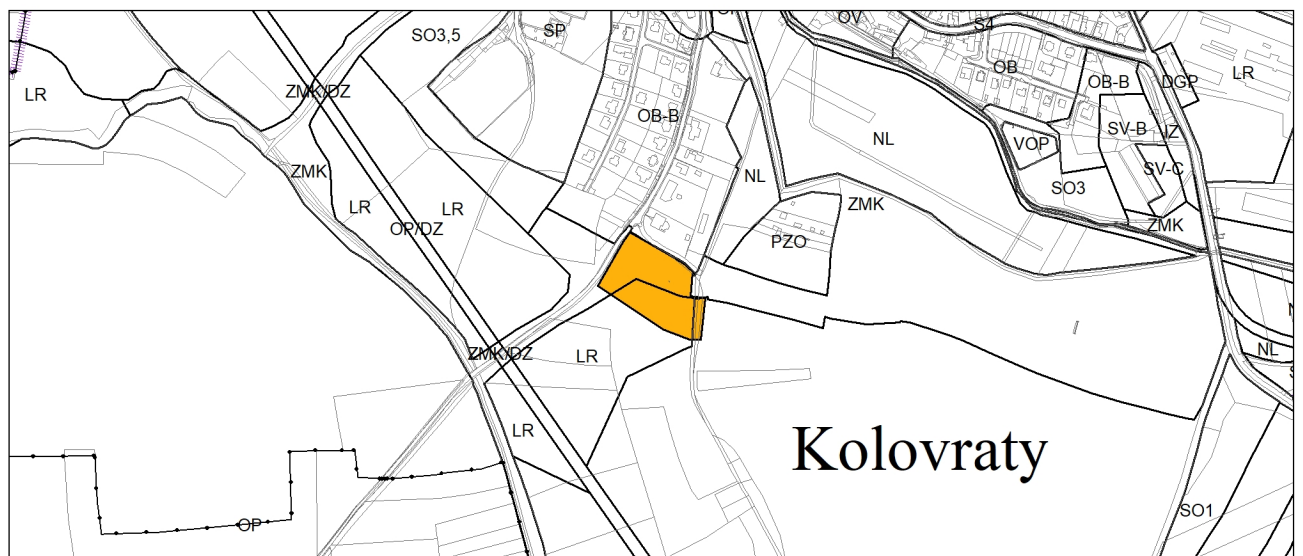 SO3,5
SP
OV
S4
OB
OB-B
DGP
LR
LR
ZMK/DZ
OB-B
NL
SV-B
IZ
VOP
SV-C
ZMK
NL
SO3
LR
LR
ZMK
ZMK
OP/DZ
PZO
ZMK/DZ
LR
NL
LR
Kolovraty
SO1
OP